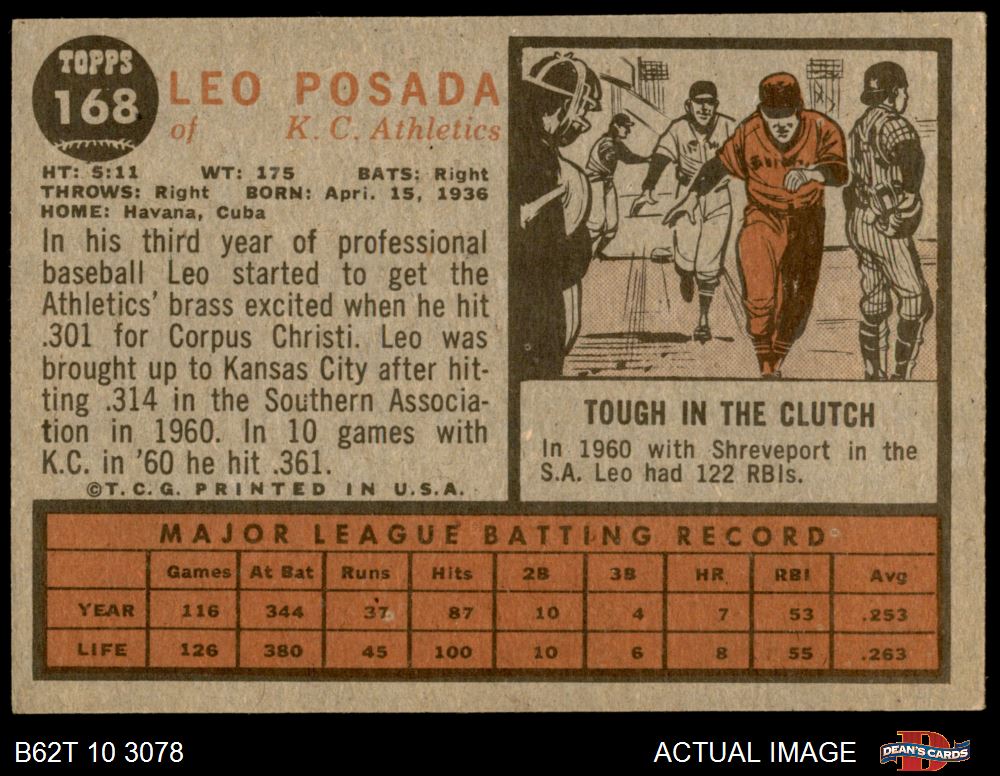 TOPPS
168
LEO POSADA
of K. C. Athletics
HT: 5:11 WT: 175 BATS: Right
THROWS: Right BORN: Apri. 15, 1936
HOME: Havana, Cuba
In his third year of professional
baseball Leo started to get the
Athletics' brass excited when he hit
.301 for Corpus Christi. Leo was
brought up to Kansas City after hit-
ting .314 in the Southern Associa-
tion in 1960. In 10 games with
K.C. in '60 he hit .361.
©T.C.G. PRINTED IN U.S.A.
TOUGH IN THE CLUTCH
In 1960 with Shreveport in the
S.A. Leo had 122 RBIs.
MAJOR LEAGUE BATTING RECORD
Games At Bat Runs Hits 2B 3B HR RBI Avg
YEAR 116 344 37 87 10 4 7 53 .253
LIFE 126 380 45 100 10 6 8 55 .263
B62T 10 3078
ACTUAL IMAGE
D
DEAN'S CARDS